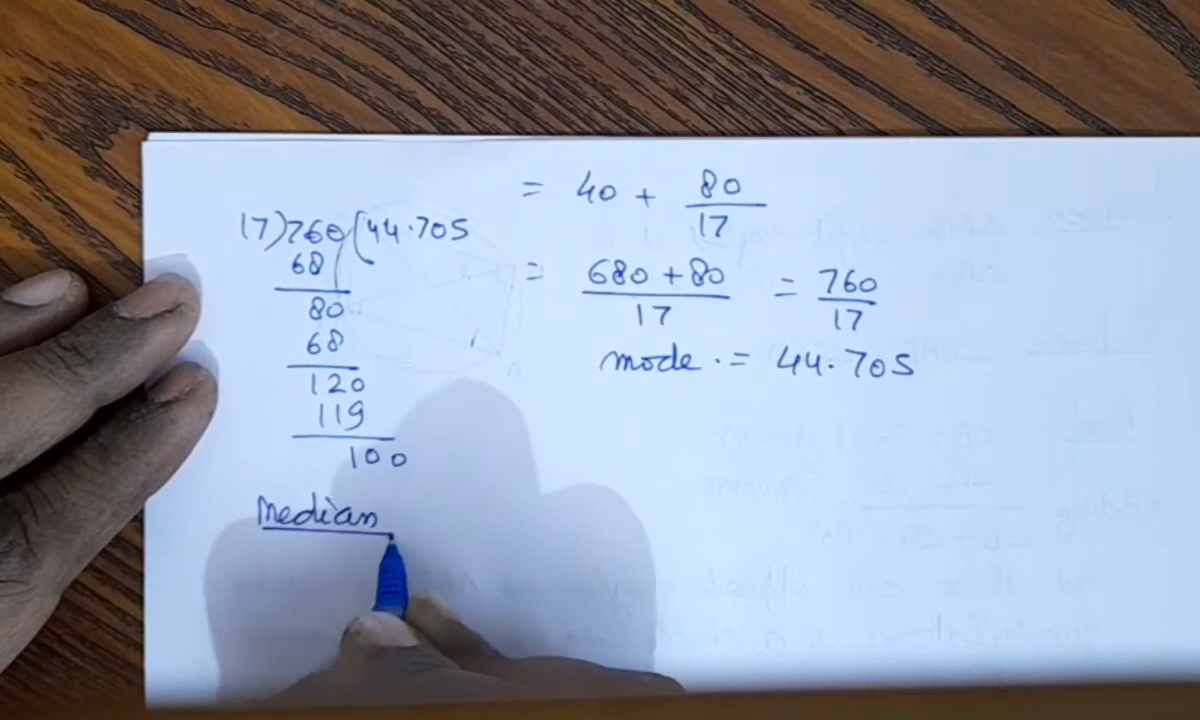 = 40 + 80/17
17)760(44.705
68
80
68
120
119
100
= 680 + 80/17 = 760/17
mode . = 44.705
Median